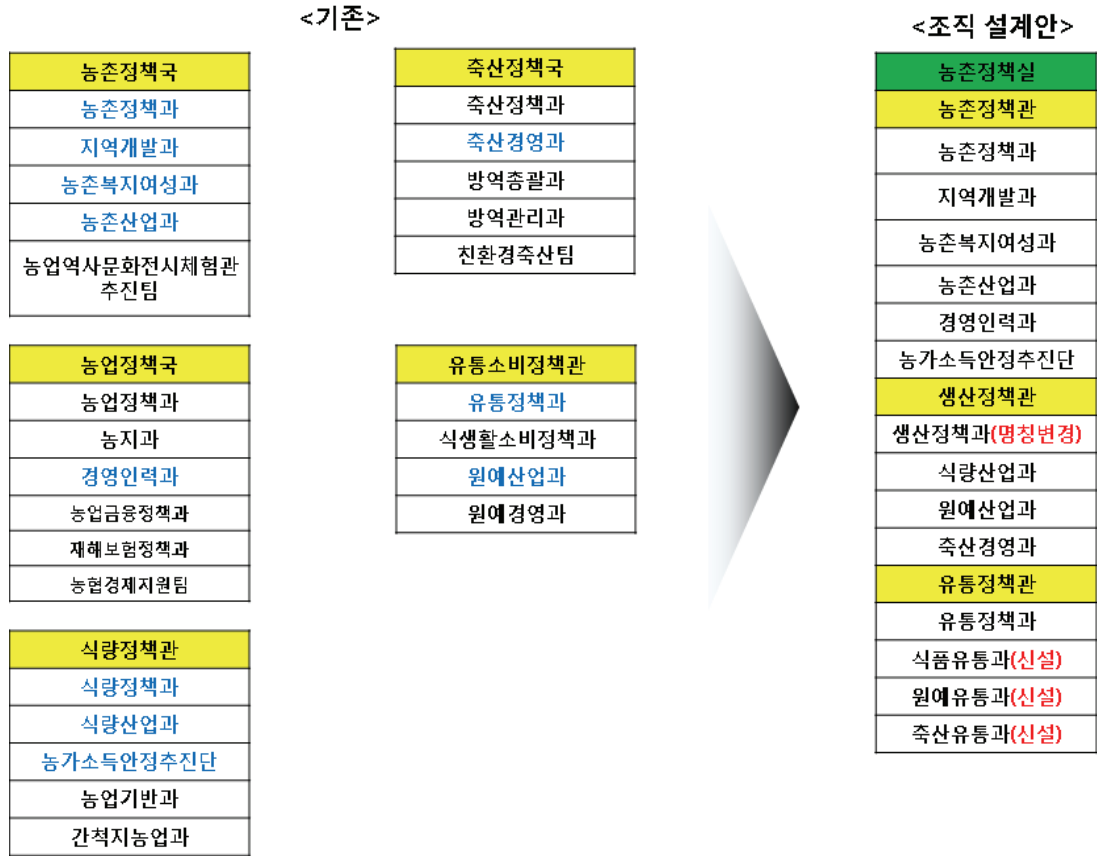 <기존>
농촌정책국
농촌정책과
지역개발과
농촌복지여성과
농촌산업과
농업역사문화전시체험관
추진팀
농업정책국
농업정책과
농지과
경영인력과
농업금융정책과
재해보험정책과
농협경제지원팀
식량정책관
식량정책과
식량산업과
농가소득안정추진단
농업기반과
간척지농업과
축산정책국
축산정책과
축산경영과
방역총괄과
방역관리과
친환경축산팀
유통소비정책관
유통정책과
식생활소비정책과
원예산업과
원예경영과
<조직 설계안>
농촌정책실
농촌정책관
농촌정책과
지역개발과
농촌복지여성과
농촌산업과
경영인력과
농가소득안정추진단
생산정책관
생산정책과(명칭변경)
식량산업과
원예산업과
축산경영과
유통정책관
유통정책과
식품유통과(신설)
원예유통과(신설)
축산유통과(신설)